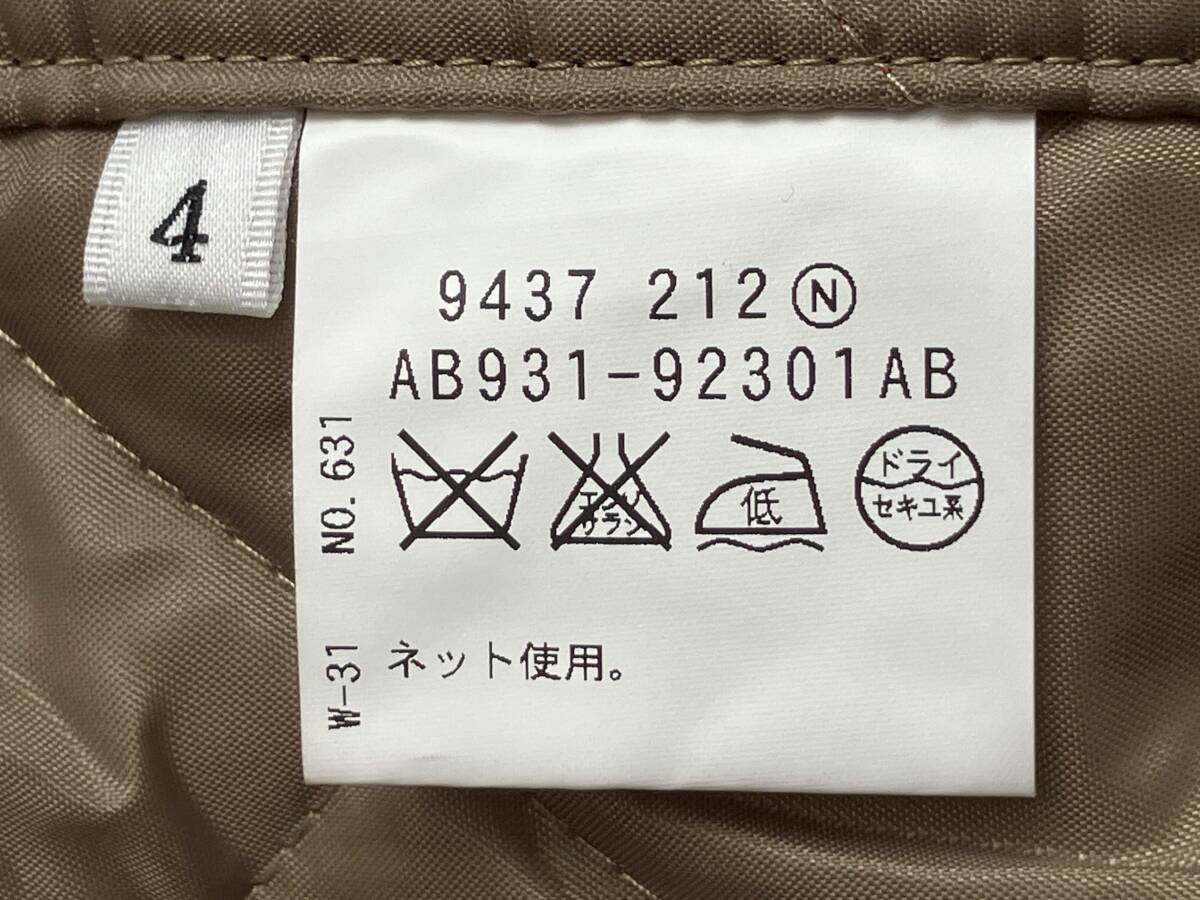 4
9437 212 Ⓝ
AB931-92301AB
エンソ
サラシ
低
ドライ
セキユ系
ネット使用。
NO. 631
W-31